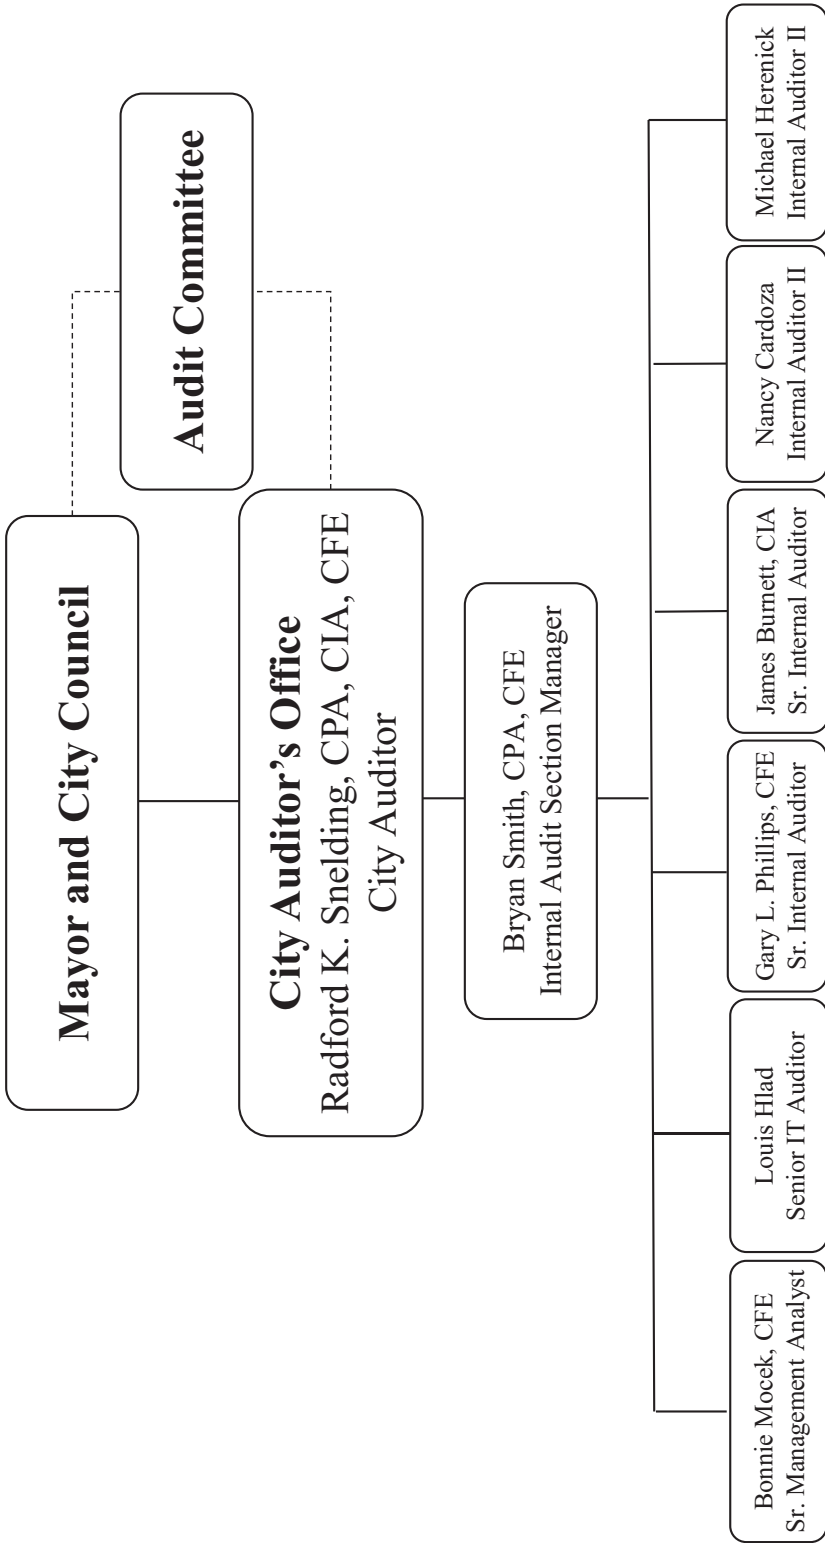 Mayor and City Council
Audit Committee
City Auditor’s Office
Radford K. Snelding, CPA, CIA, CFE
City Auditor
Bryan Smith, CPA, CFE
Internal Audit Section Manager
Bonnie Mocek, CFE
Sr. Management Analyst
Louis Hlad
Senior IT Auditor
Gary L. Phillips, CFE
Sr. Internal Auditor
James Burnett, CIA
Sr. Internal Auditor
Nancy Cardoza
Internal Auditor II
Michael Herenick
Internal Auditor II